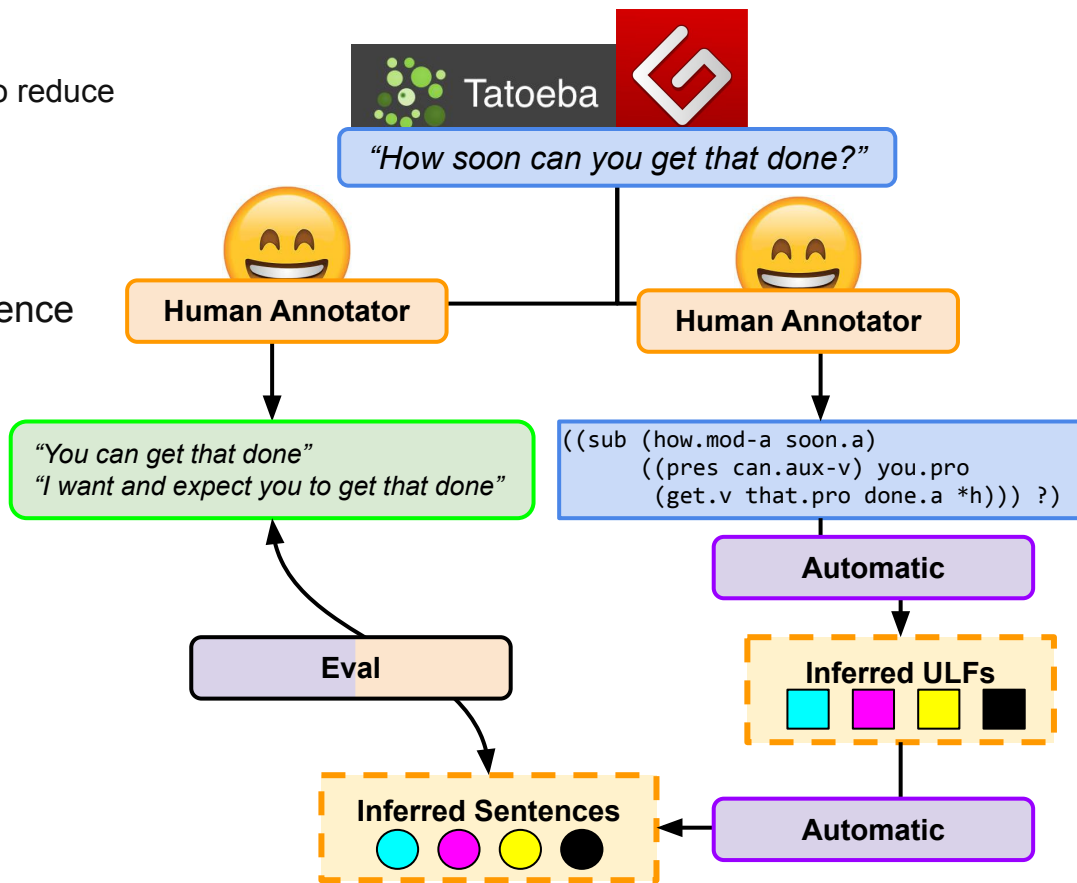 o reduce
Tatoeba
“How soon can you get that done?”
ence
Human Annotator
Human Annotator
“You can get that done”
“I want and expect you to get that done”
((sub (how.mod-a soon.a)
((pres can.aux-v) you.pro
(get.v that.pro done.a *h))) ?)
Automatic
Eval
Inferred ULFs
Inferred Sentences
Automatic